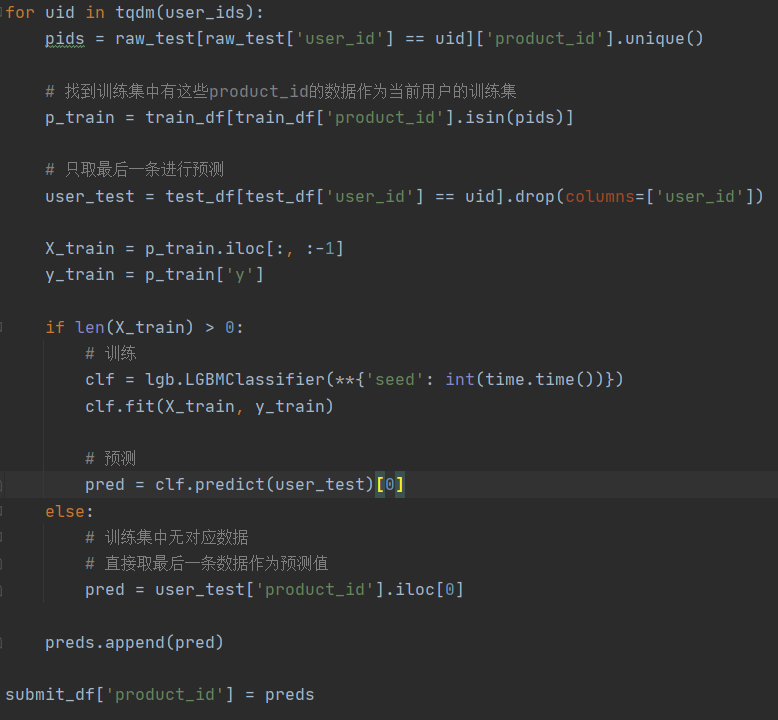 for uid in tqdm(user_ids):
    pids = raw_test[raw_test['user_id'] == uid]['product_id'].unique()
    # 找到训练集中有这些product_id的数据作为当前用户的训练集
    p_train = train_df[train_df['product_id'].isin(pids)]
    # 只取最后一条进行预测
    user_test = test_df[test_df['user_id'] == uid].drop(columns=['user_id'])
    X_train = p_train.iloc[:, :-1]
    y_train = p_train['y']
    if len(X_train) > 0:
        # 训练
        clf = lgb.LGBMClassifier(**{'seed': int(time.time())})
        clf.fit(X_train, y_train)
        # 预测
        pred = clf.predict(user_test)[0]
    else:
        # 训练集中无对应数据
        # 直接取最后一条数据作为预测值
        pred = user_test['product_id'].iloc[0]
    preds.append(pred)
submit_df['product_id'] = preds